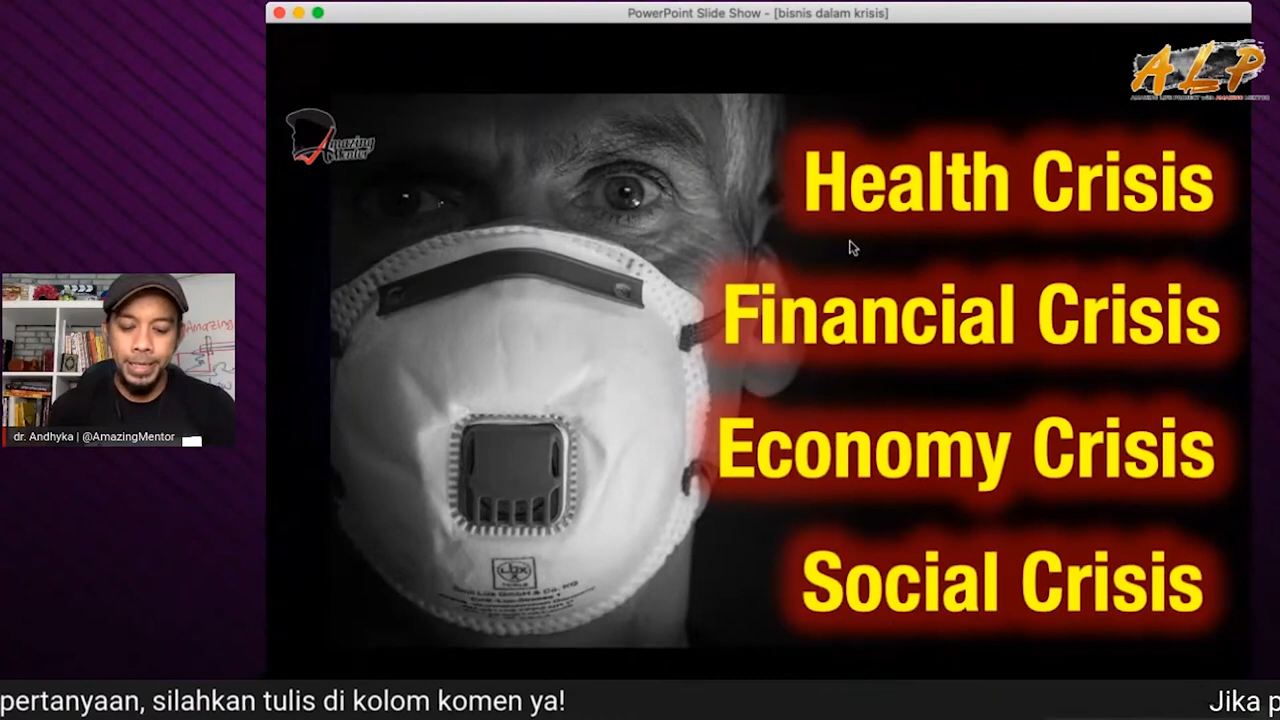 PowerPoint Slide Show - [bisnis dalam krisis]
ALP
Amazing
Mentor
Health Crisis
Financial Crisis
Economy Crisis
Social Crisis
Amazing
dr. Andhyka | @AmazingMentor
pertanyaan, silahkan tulis di kolom komen ya!
Jika p